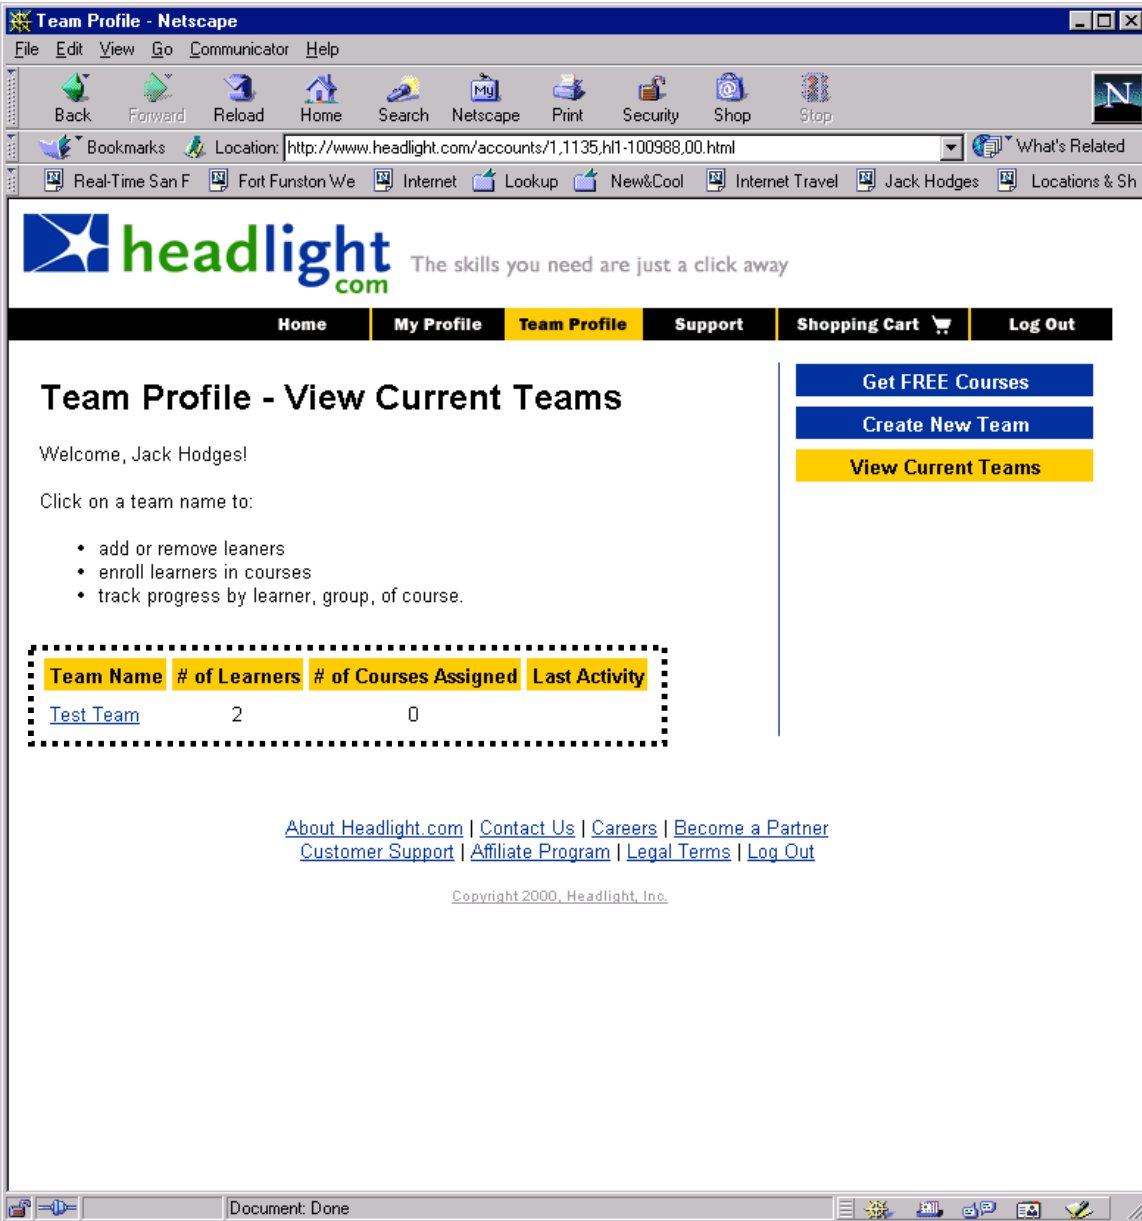 Team Profile - Netscape
File Edit View Go Communicator Help
My
Back Forward Reload Home Search Netscape Print Security Shop Stop
N
Bookmarks Location: http://www.headlight.com/accounts/1,1135,hl1-100988,00.html What's Related
Real-Time San F Fort Funston We Internet Lookup New&Cool Internet Travel Jack Hodges Locations & Sh
headlight
com
The skills you need are just a click away
Home My Profile Team Profile Support Shopping Cart Log Out
Team Profile - View Current Teams
Welcome, Jack Hodges!
Click on a team name to:
• add or remove leaners
• enroll learners in courses
• track progress by learner, group, of course.
Team Name # of Learners # of Courses Assigned Last Activity
Test Team 2 0
Get FREE Courses
Create New Team
View Current Teams
About Headlight.com | Contact Us | Careers | Become a Partner
Customer Support | Affiliate Program | Legal Terms | Log Out
Copyright 2000, Headlight, Inc.
Document: Done